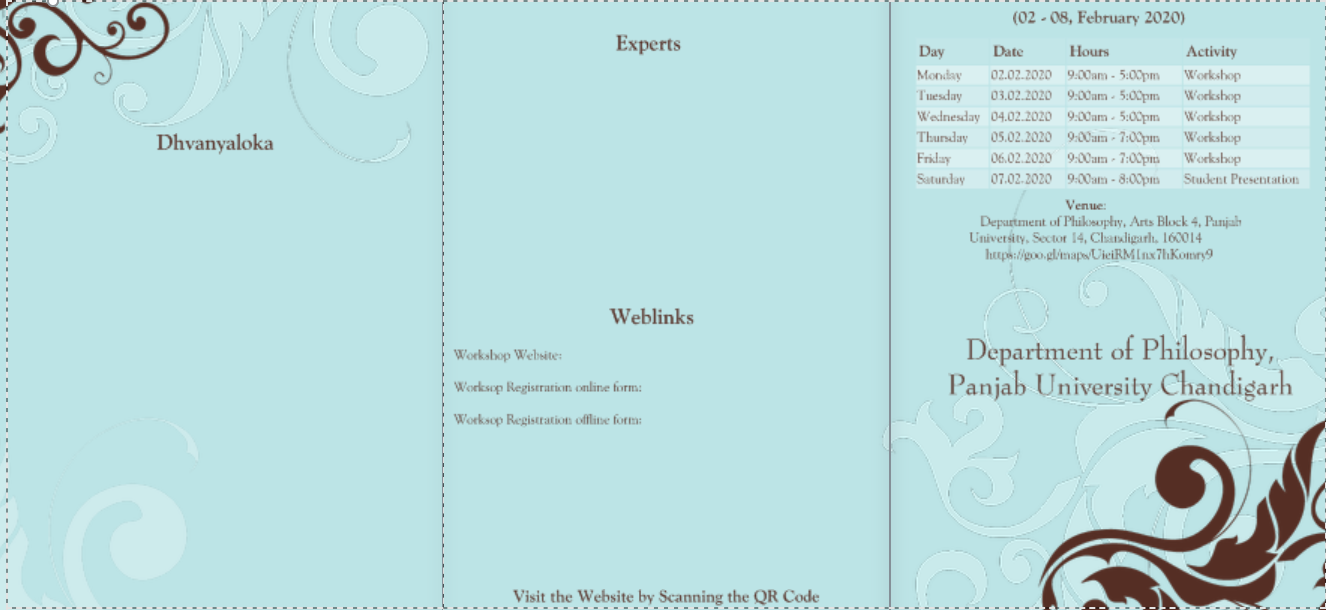 Dhvanyaloka
Experts
Weblinks
Workshop Website:
Worksop Registration online form:
Worksop Registration offline form:
Visit the Website by Scanning the QR Code
(02 - 08, February 2020)
Day Date Hours Activity
Monday 02.02.2020 9:00am - 5:00pm Workshop
Tuesday 03.02.2020 9:00am - 5:00pm Workshop
Wednesday 04.02.2020 9:00am - 5:00pm Workshop
Thursday 05.02.2020 9:00am - 7:00pm Workshop
Friday 06.02.2020 9:00am - 7:00pm Workshop
Saturday 07.02.2020 9:00am - 8:00pm Student Presentation
Venue:
Department of Philosophy, Arts Block 4, Panjab
University, Sector 14, Chandigarh, 160014
https://goo.gl/maps/UieiRM1nx7hKomry9
Department of Philosophy,
Panjab University Chandigarh